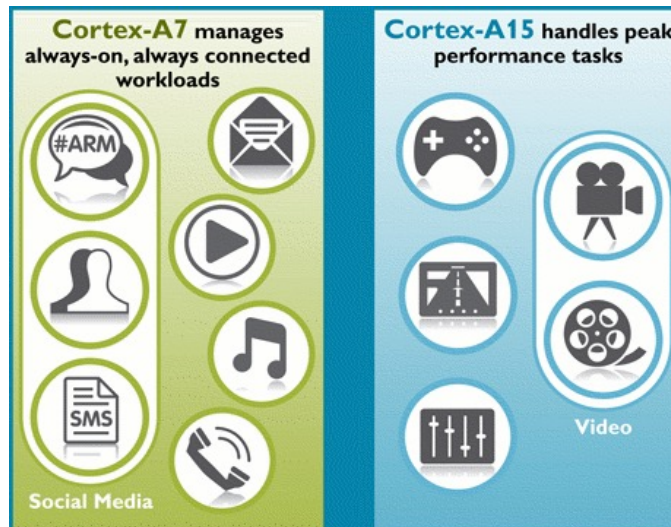 Cortex-A7 manages
always-on, always connected
workloads
#ARM
SMS
Social Media
Cortex-A15 handles peak
performance tasks
Video